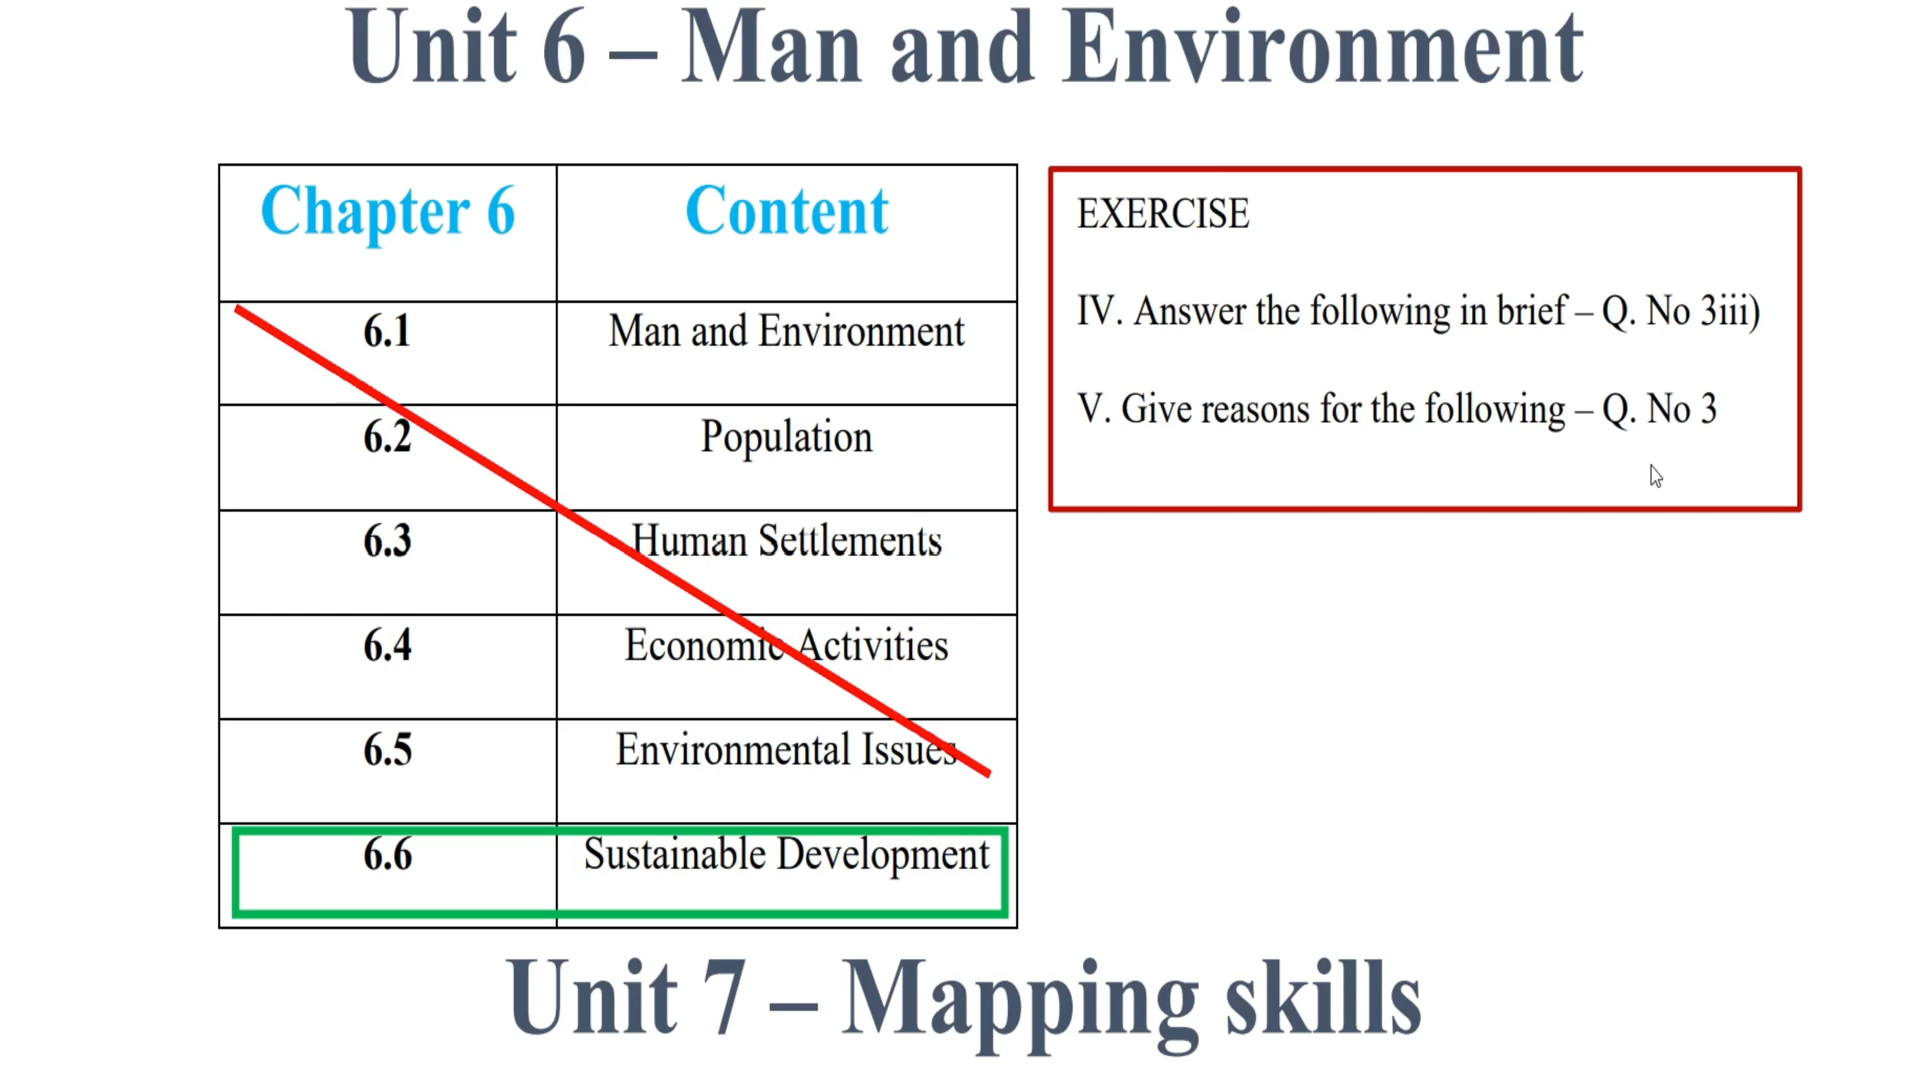 Unit 6 – Man and Environment
Chapter 6 Content
6.1 Man and Environment
6.2 Population
6.3 Human Settlements
6.4 Economic Activities
6.5 Environmental Issues
6.6 Sustainable Development
EXERCISE
IV. Answer the following in brief – Q. No 3iii)
V. Give reasons for the following – Q. No 3
Unit 7 – Mapping skills